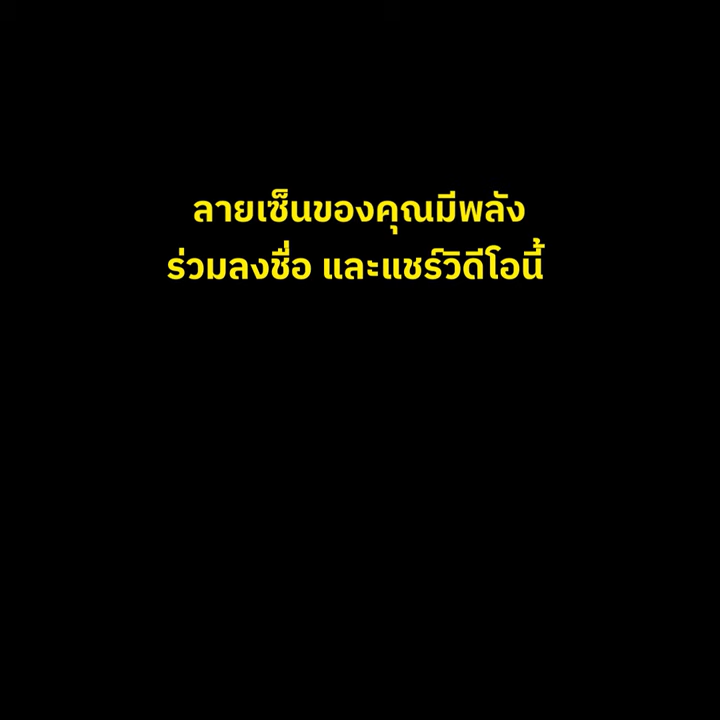 ลายเซ็นของคุณมีพลัง
ร่วมลงชื่อ และแชร์วิดีโอนี้